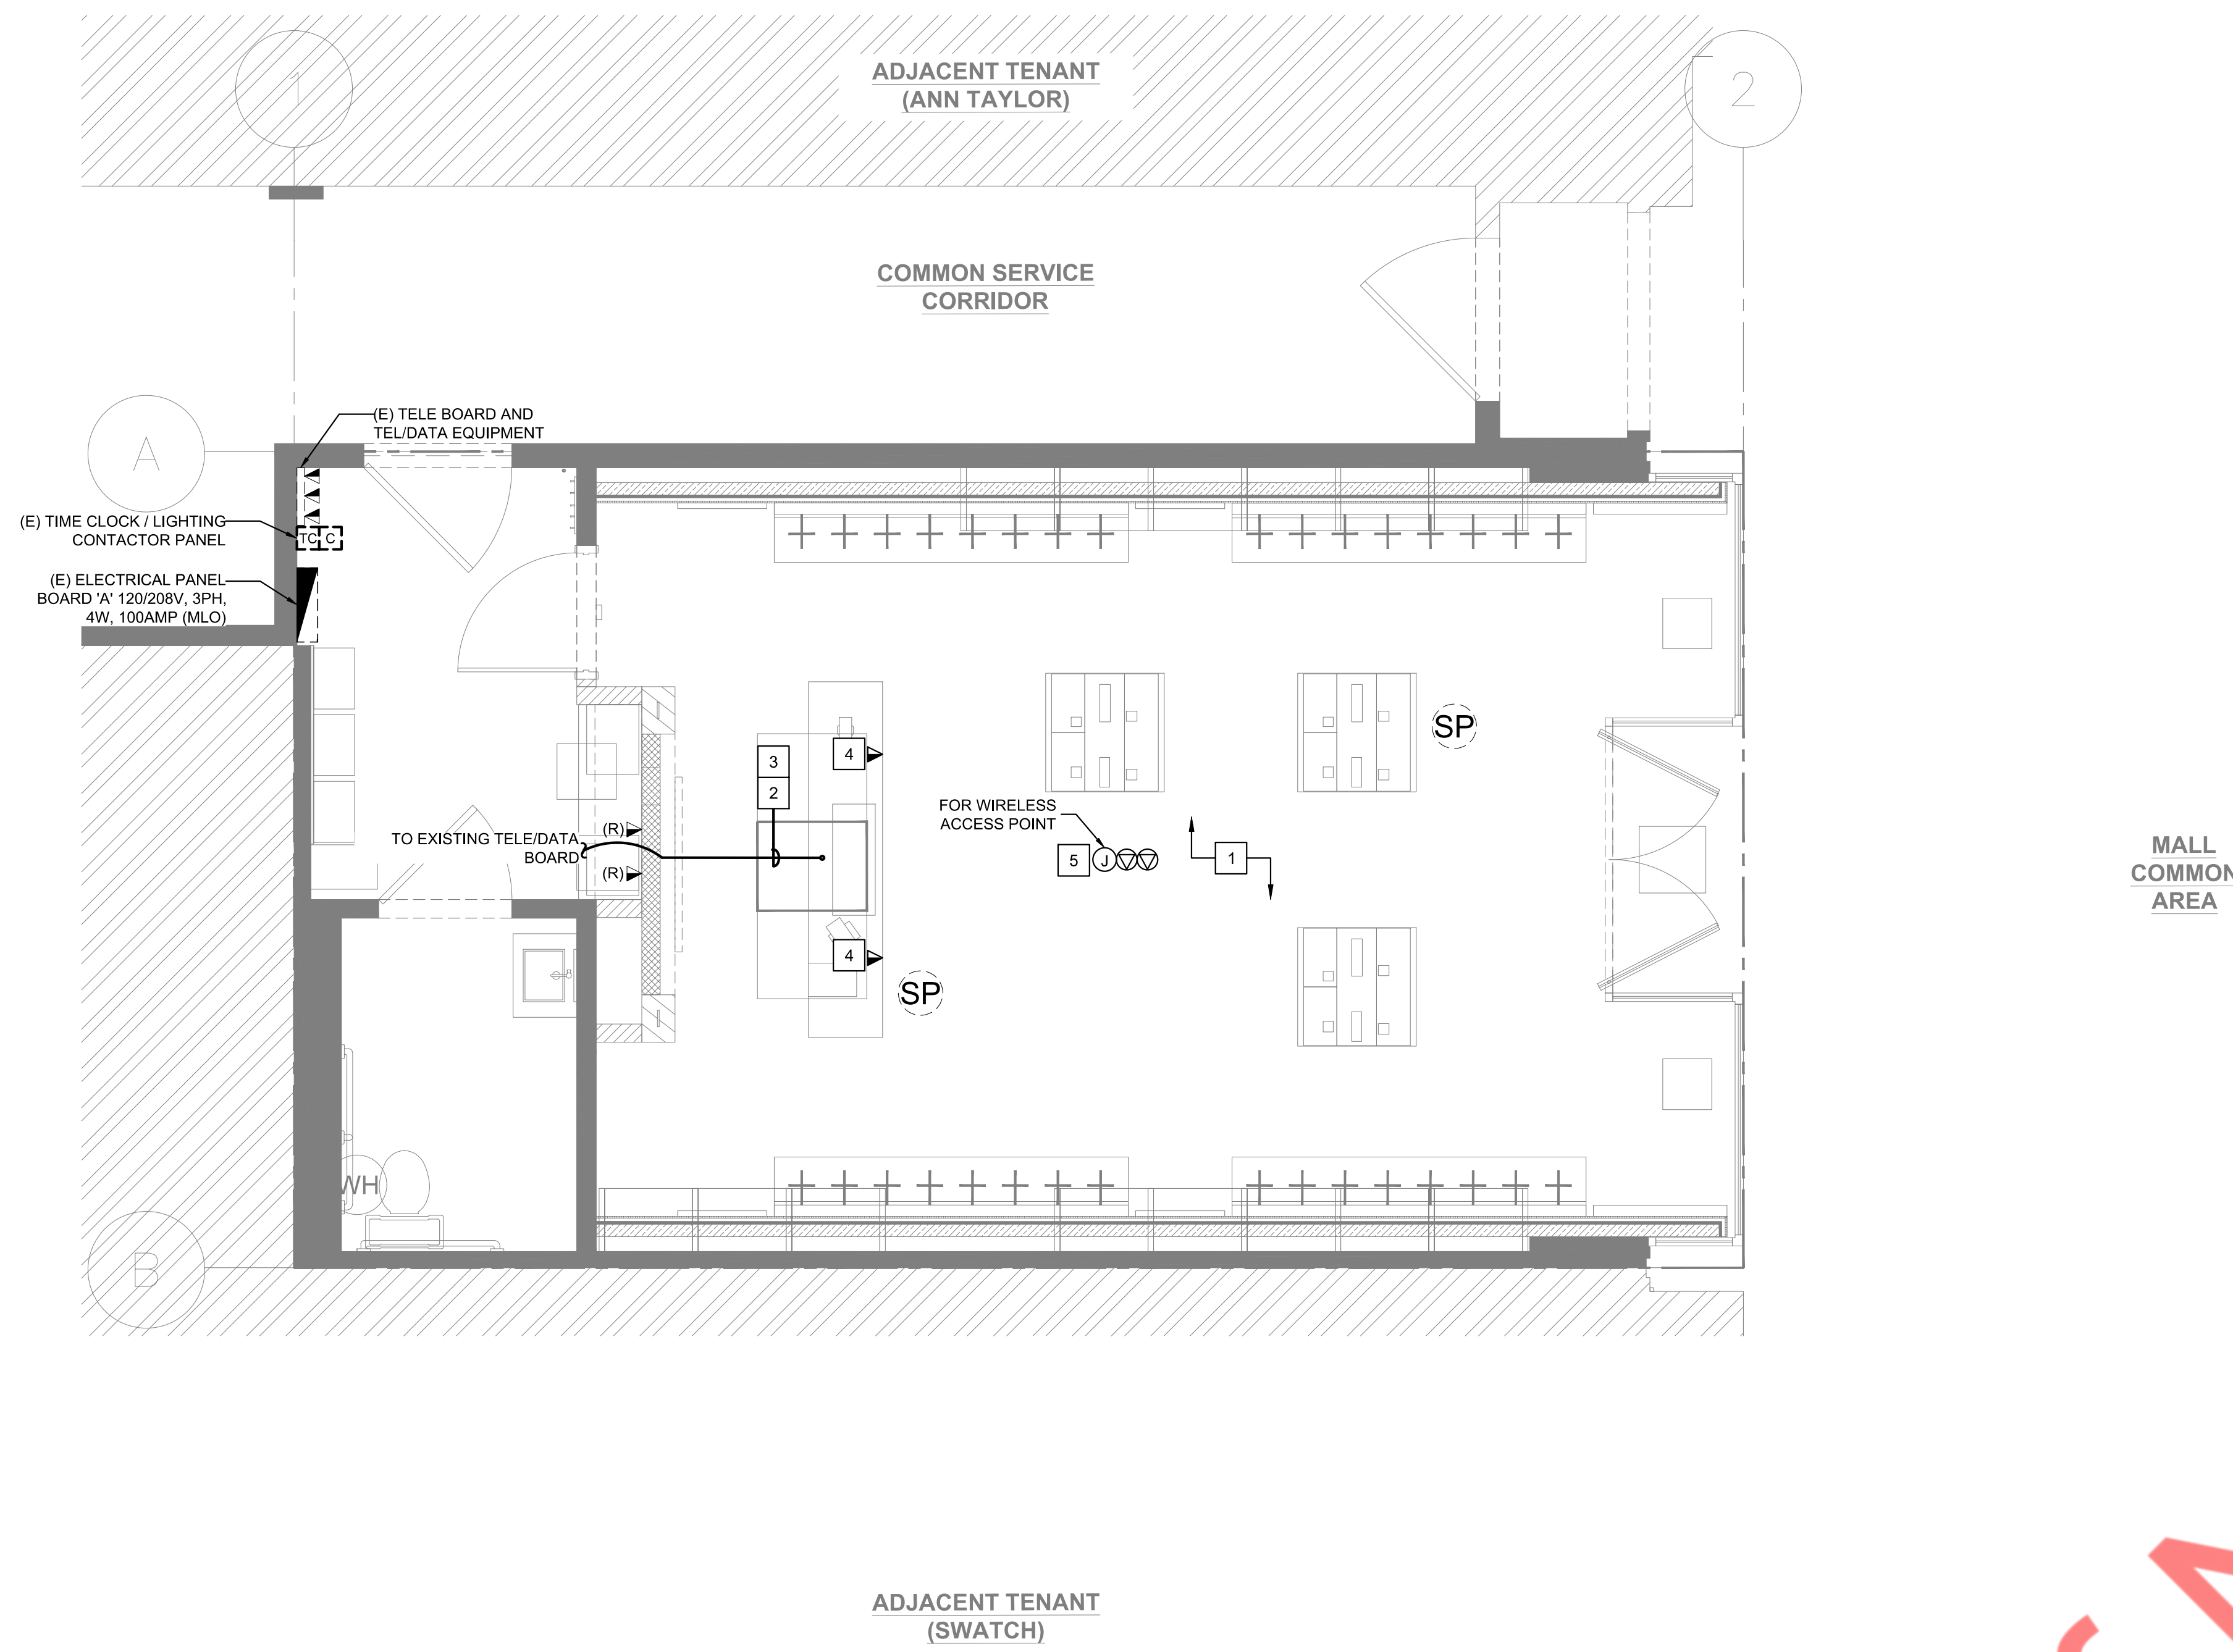 1
2
ADJACENT TENANT
(ANN TAYLOR)
COMMON SERVICE
CORRIDOR
A
(E) TELE BOARD AND
TEL/DATA EQUIPMENT
(E) TIME CLOCK / LIGHTING
CONTACTOR PANEL
TC C
(E) ELECTRICAL PANEL
BOARD 'A' 120/208V, 3PH,
4W, 100AMP (MLO)
SP
3
2
4
FOR WIRELESS
ACCESS POINT
(R)
TO EXISTING TELE/DATA
BOARD
(R)
5 J
1
MALL
COMMON
AREA
4
SP
WH
B
ADJACENT TENANT
(SWATCH)